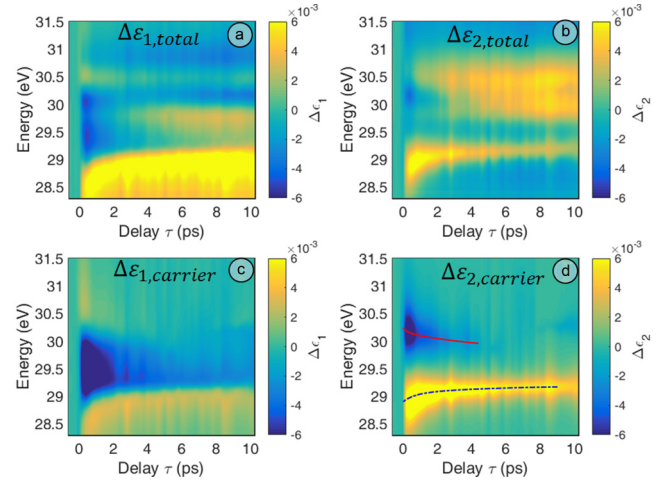 ×10⁻³
×10⁻³
Δε1,total
a
Δε2,total
b
31.5
31
30.5
30
29.5
29
28.5
Energy (eV)
0 2 4 6 8 10
Delay τ (ps)
6
4
2
0
-2
-4
-6
Δϵ1
31.5
31
30.5
30
29.5
29
28.5
Energy (eV)
0 2 4 6 8 10
Delay τ (ps)
6
4
2
0
-2
-4
-6
Δϵ2
×10⁻³
×10⁻³
Δε1,carrier
c
Δε2,carrier
d
31.5
31
30.5
30
29.5
29
28.5
Energy (eV)
0 2 4 6 8 10
Delay τ (ps)
6
4
2
0
-2
-4
-6
Δϵ1
31.5
31
30.5
30
29.5
29
28.5
Energy (eV)
0 2 4 6 8 10
Delay τ (ps)
6
4
2
0
-2
-4
-6
Δϵ2